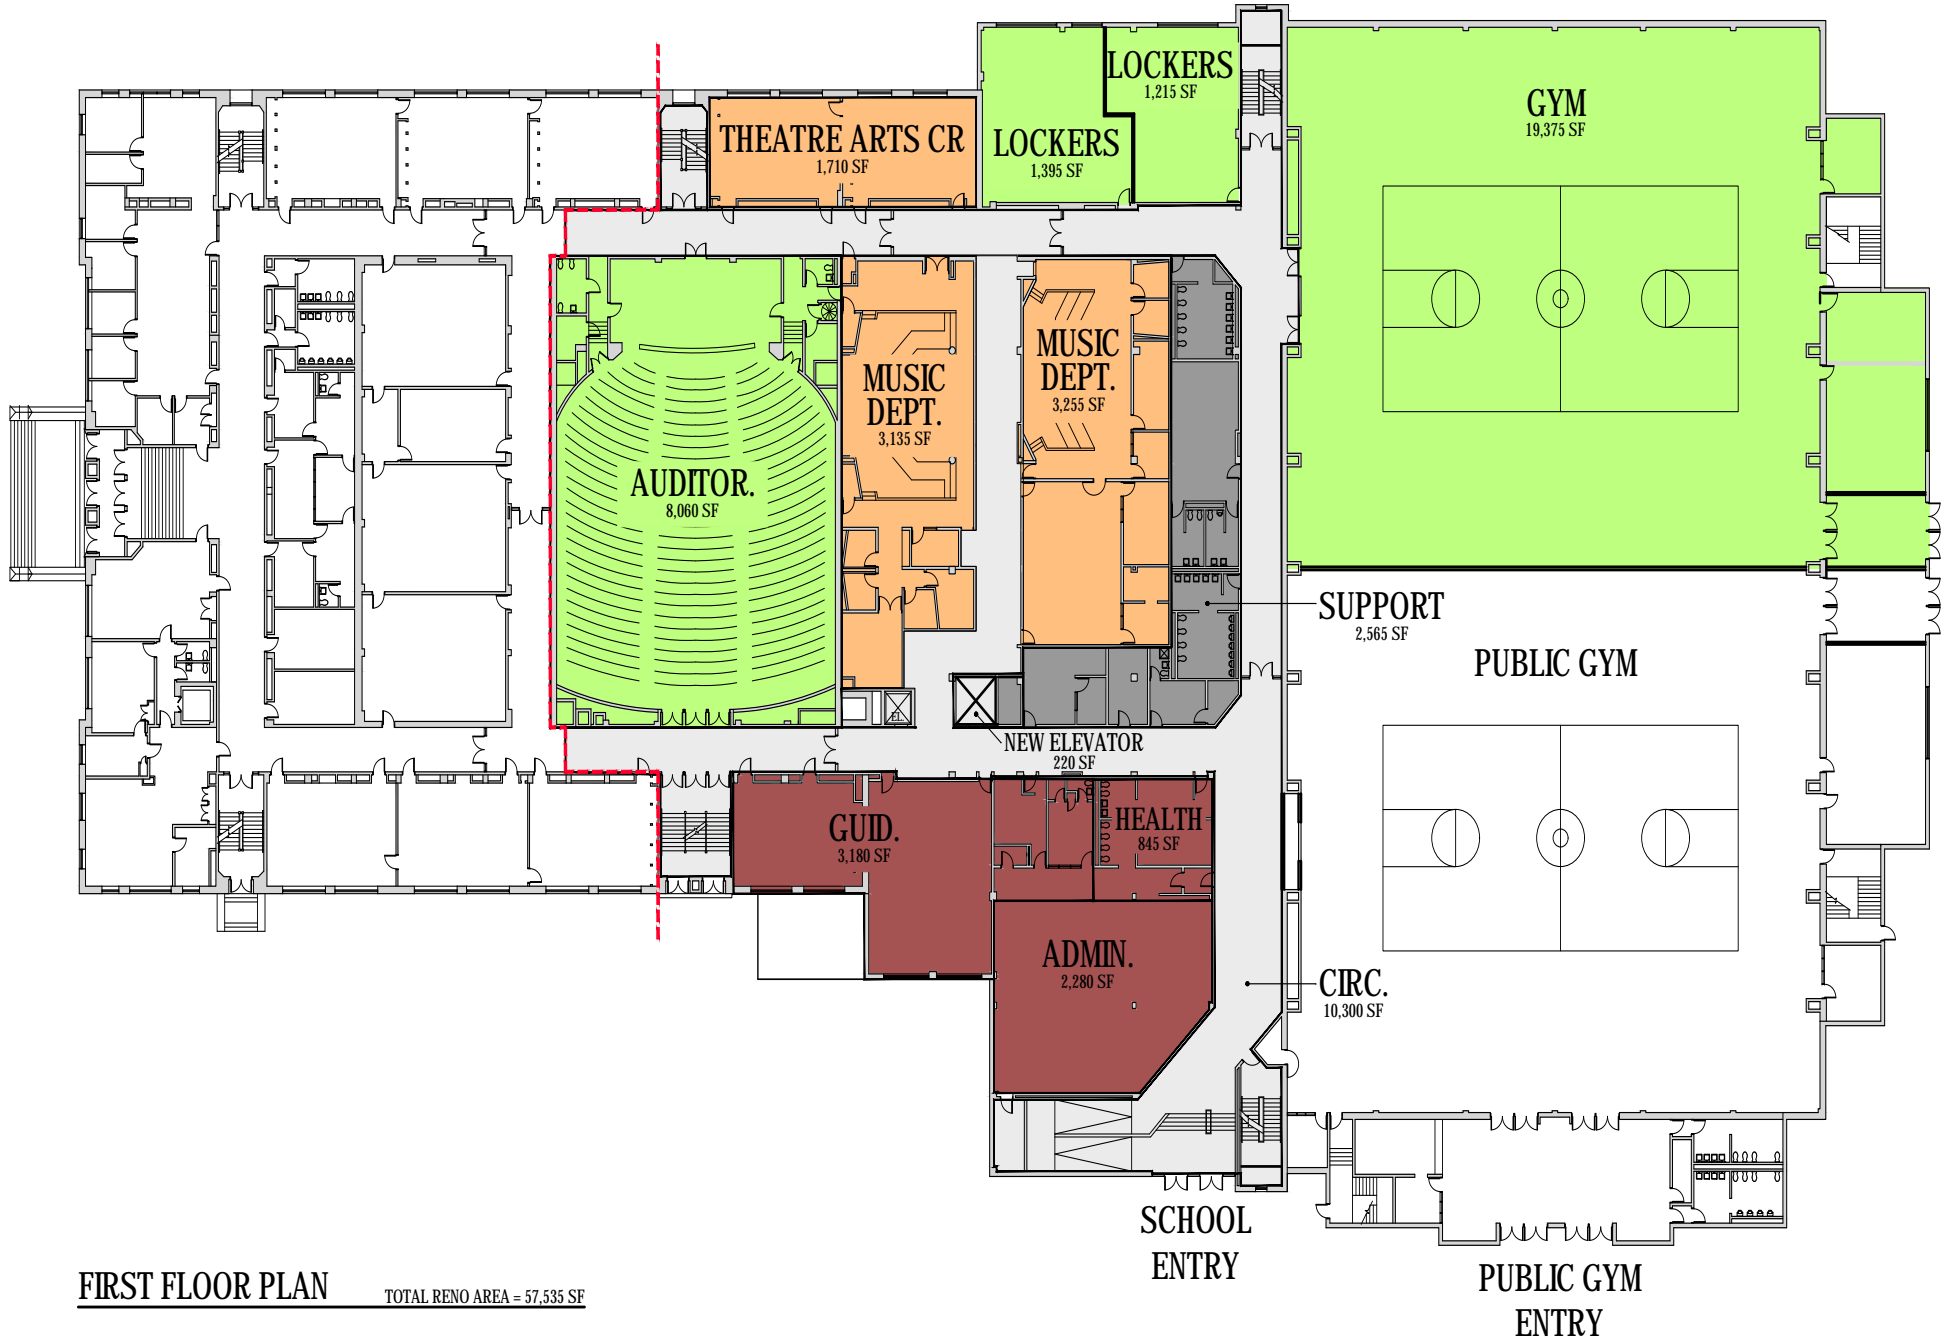 LOCKERS
1,215 SF
GYM
19,375 SF
THEATRE ARTS CR
1,710 SF
LOCKERS
1,395 SF
MUSIC
DEPT.
3,135 SF
MUSIC
DEPT.
3,255 SF
AUDITOR.
8,060 SF
SUPPORT
2,565 SF
PUBLIC GYM
EL.
NEW ELEVATOR
220 SF
GUID.
3,180 SF
HEALTH
845 SF
ADMIN.
2,280 SF
CIRC.
10,300 SF
SCHOOL
ENTRY
PUBLIC GYM
ENTRY
FIRST FLOOR PLAN
TOTAL RENO AREA = 57,535 SF